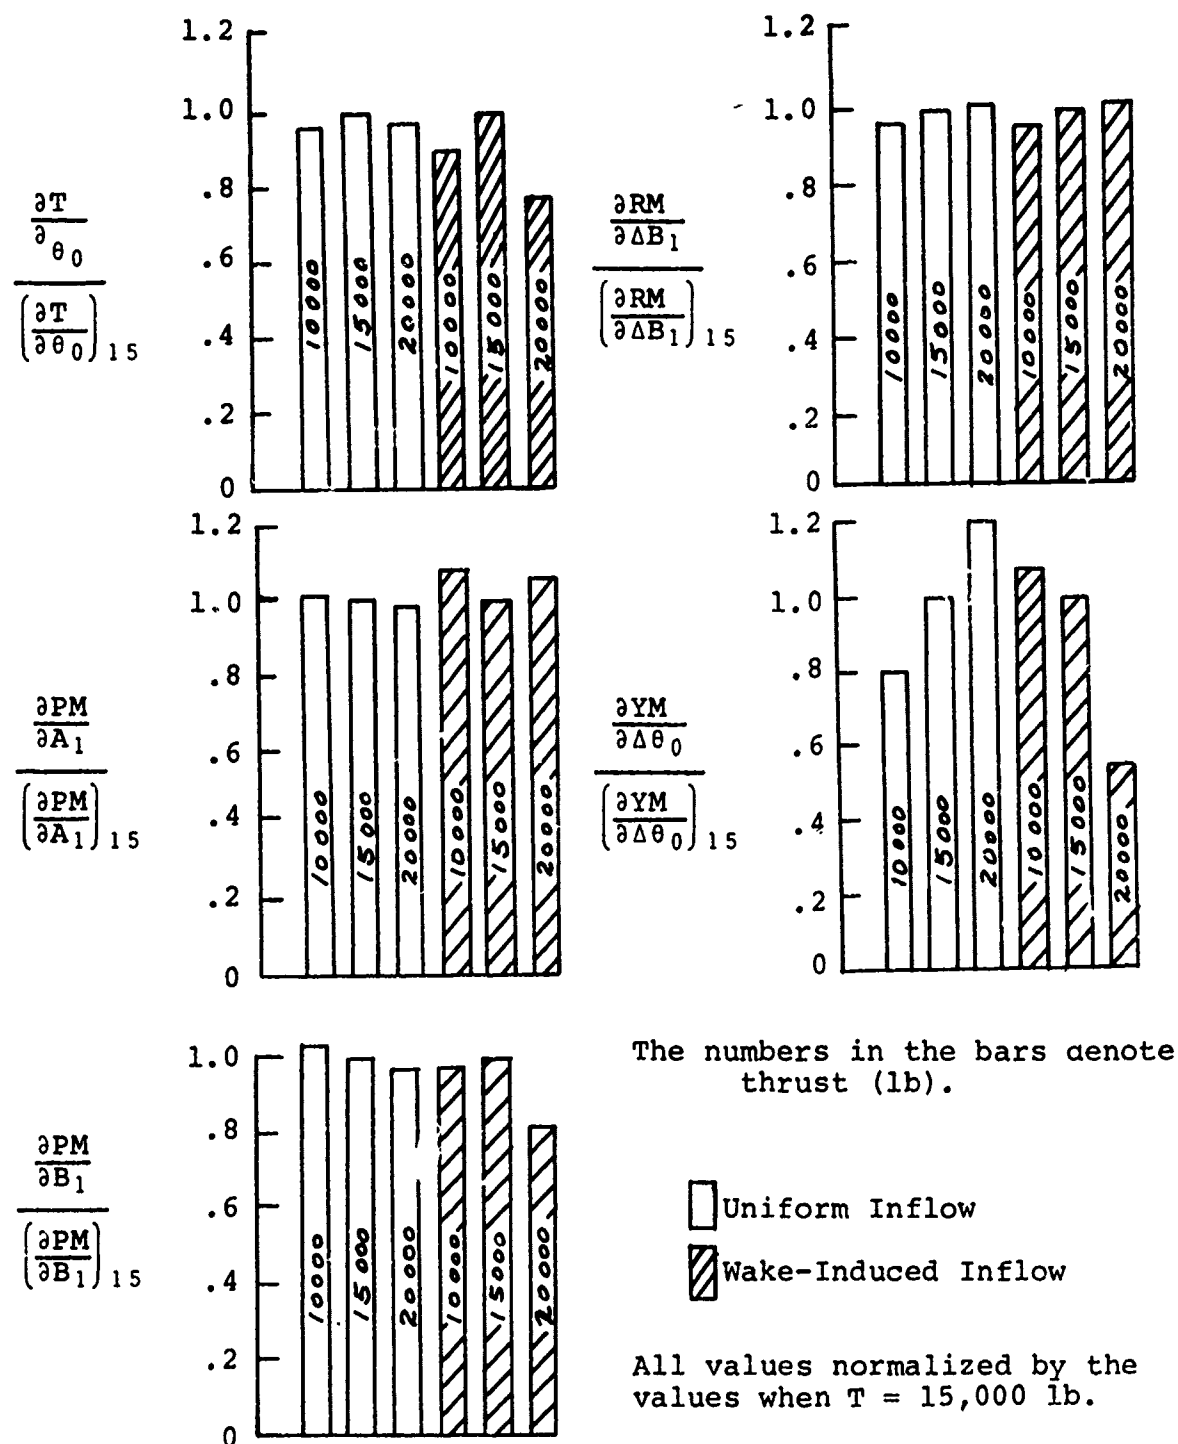 1.2
1.0
.8
.6
.4
.2
0
∂T
∂θ0
(∂T
∂θ0)15
10000 15000 20000 10000 15000 20000
1.2
1.0
.8
.6
.4
.2
0
∂RM
∂ΔB1
(∂RM
∂ΔB1)15
10000 15000 20000 10000 15000 20000
1.2
1.0
.8
.6
.4
.2
0
∂PM
∂A1
(∂PM
∂A1)15
10000 15000 20000 10000 15000 20000
1.2
1.0
.8
.6
.4
.2
0
∂YM
∂Δθ0
(∂YM
∂Δθ0)15
10000 15000 20000 10000 15000 20000
1.0
.8
.6
.4
.2
0
∂PM
∂B1
(∂PM
∂B1)15
10000 15000 20000 10000 15000 20000
The numbers in the bars denote
thrust (lb).
Uniform Inflow
Wake-Induced Inflow
All values normalized by the
values when T = 15,000 lb.